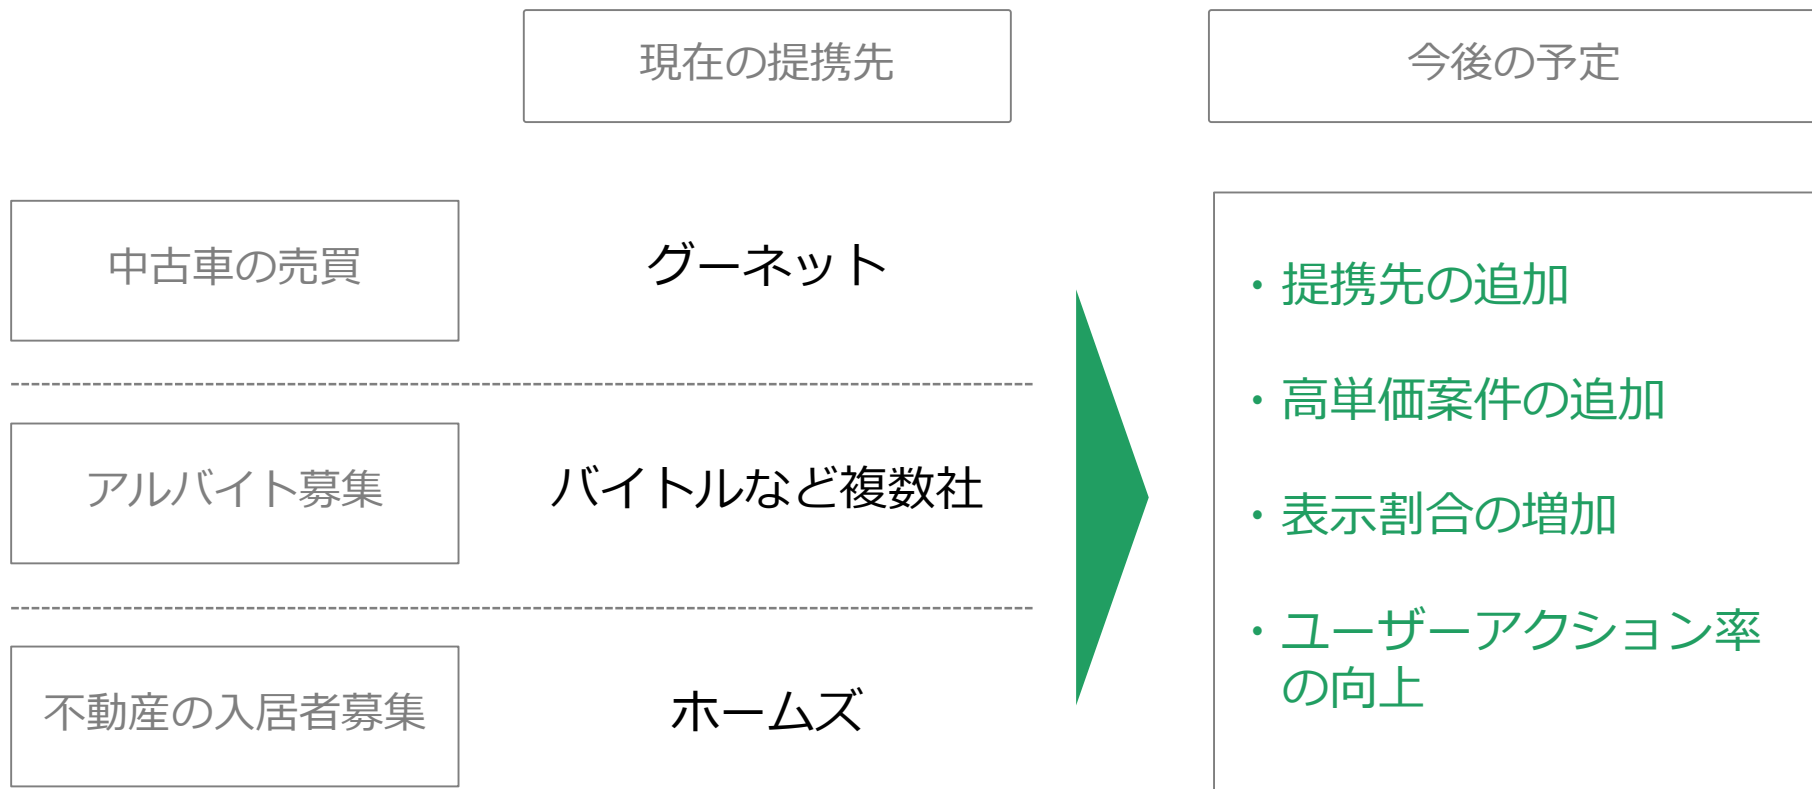 現在の提携先
今後の予定
中古車の売買
グーネット
アルバイト募集
バイトルなど複数社
不動産の入居者募集
ホームズ
・提携先の追加
・高単価案件の追加
・表示割合の増加
・ユーザーアクション率
の向上